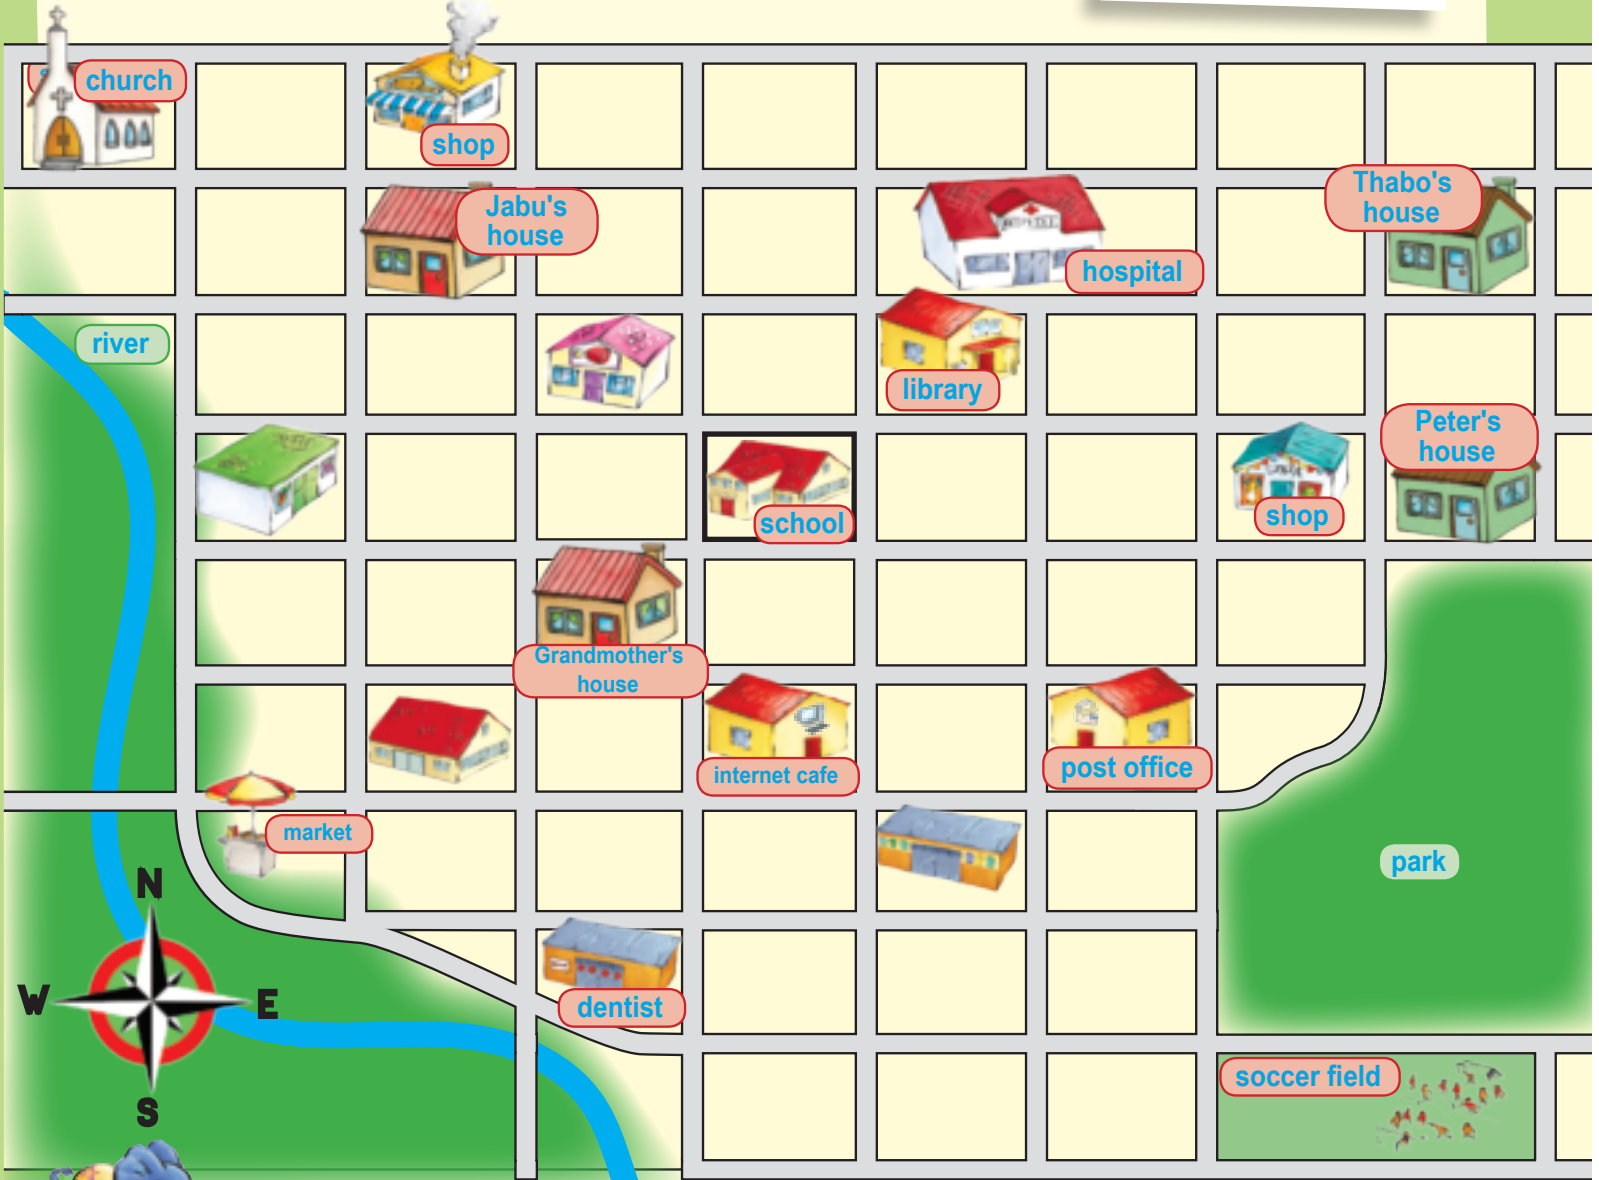 church
shop
Jabu's
house
HOSPITAL
hospital
Thabo's
house
river
library
Peter's
house
school
shop
Grandmother's
house
internet cafe
post office
market
park
N
W
E
S
dentist
soccer field